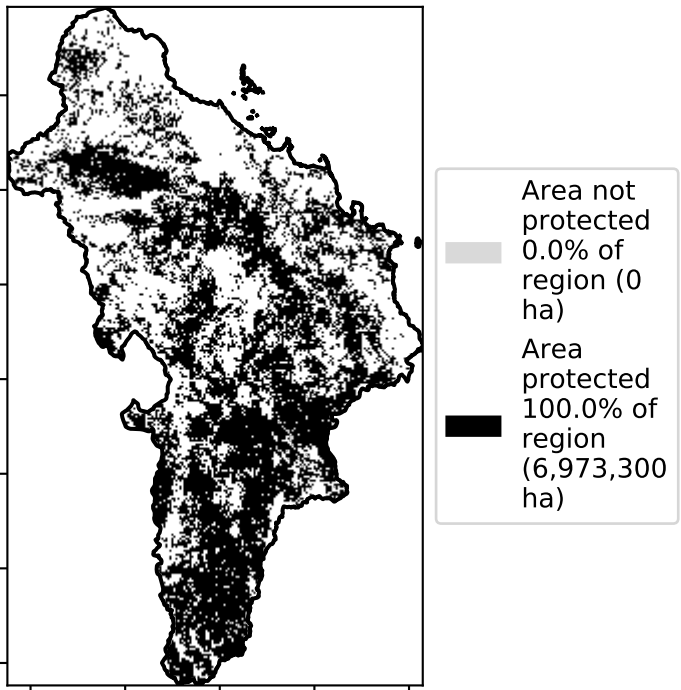 Area not
protected
0.0% of
region (0
ha)
Area
protected
100.0% of
region
(6,973,300
ha)